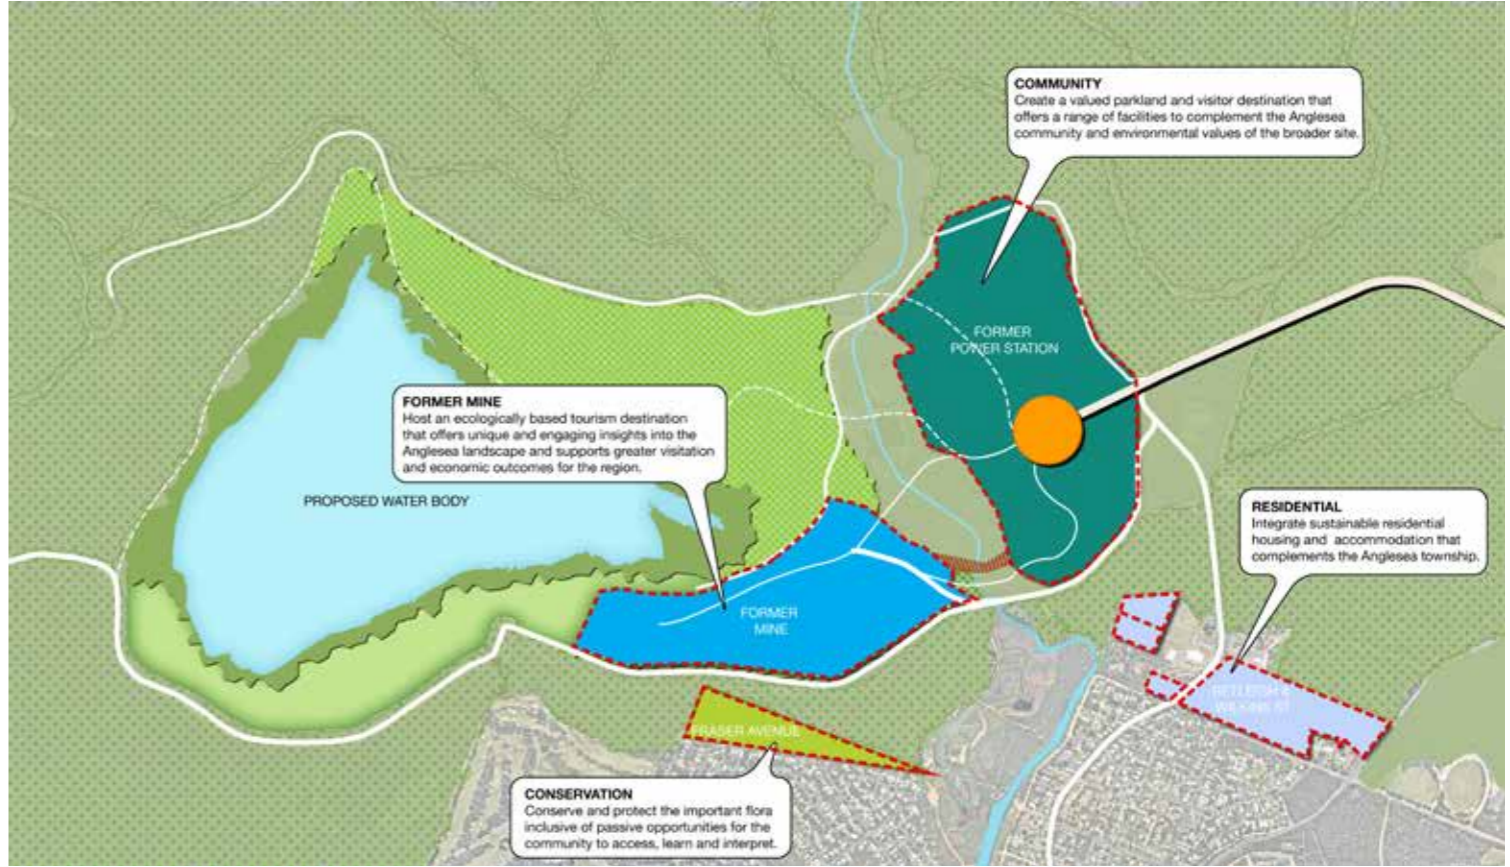 COMMUNITY
Create a valued parkland and visitor destination that
offers a range of facilities to complement the Anglesea
community and environmental values of the broader site.
FORMER
POWER STATION
FORMER MINE
Host an ecologically based tourism destination
that offers unique and engaging insights into the
Anglesea landscape and supports greater visitation
and economic outcomes for the region.
PROPOSED WATER BODY
RESIDENTIAL
Integrate sustainable residential
housing and accommodation that
complements the Anglesea township.
FORMER
MINE
WILKINS ST
FRASER AVENUE
CONSERVATION
Conserve and protect the important flora
inclusive of passive opportunities for the
community to access, learn and interpret.